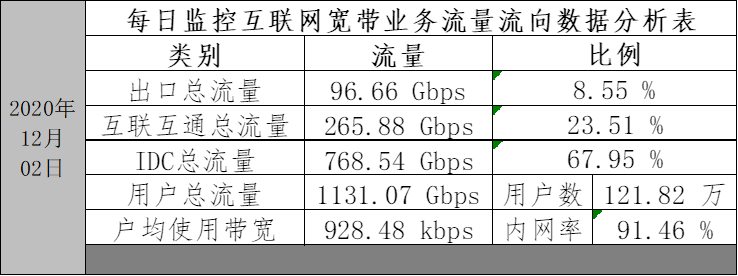 每日监控互联网宽带业务流量流向数据分析表
2020年
12月
02日
类别 流量 比例
出口总流量 96.66 Gbps 8.55 %
互联互通总流量 265.88 Gbps 23.51 %
IDC总流量 768.54 Gbps 67.95 %
用户总流量 1131.07 Gbps 用户数 121.82 万
户均使用带宽 928.48 kbps 内网率 91.46 %